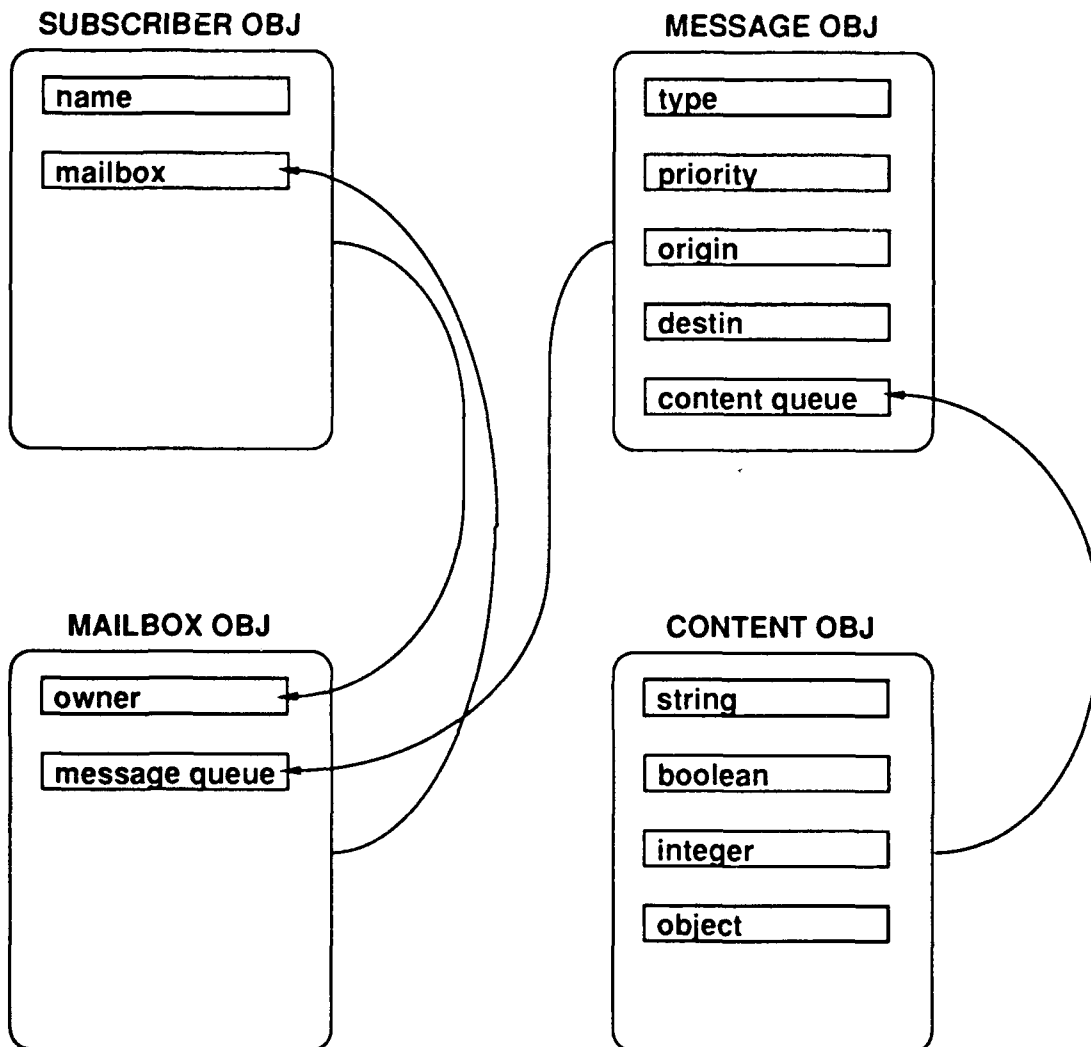 SUBSCRIBER OBJ
name
mailbox
MESSAGE OBJ
type
priority
origin
destin
content queue
MAILBOX OBJ
owner
message queue
CONTENT OBJ
string
boolean
integer
object